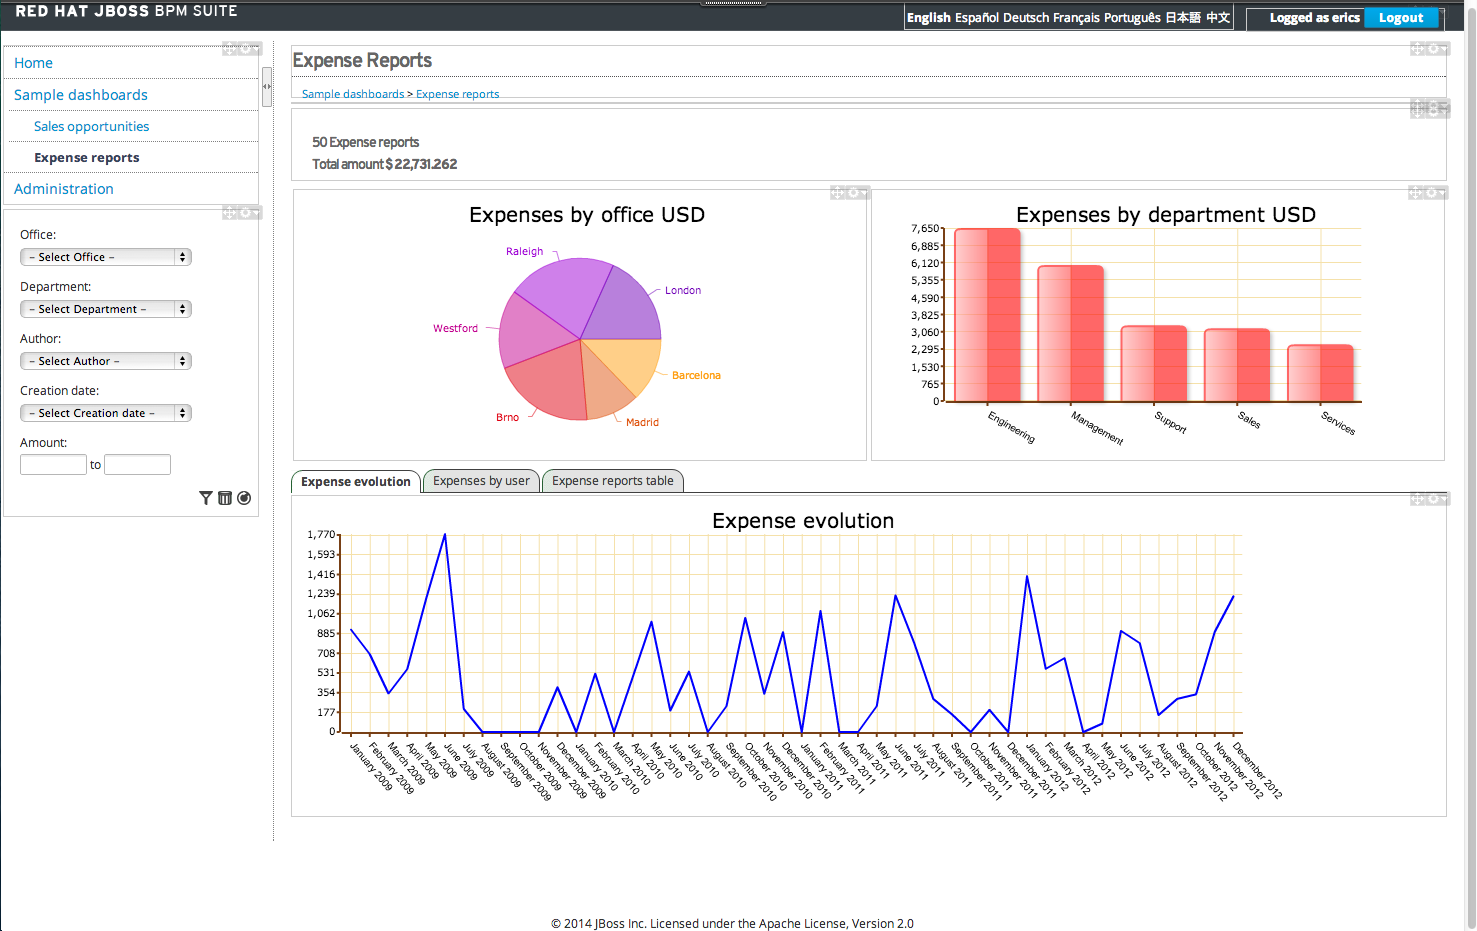 RED HAT JBOSS BPM SUITE
English Español Deutsch Français Português 日本語 中文
Logged as erics Logout
Home
Sample dashboards
Sales opportunities
Expense reports
Administration
Office:
- Select Office -
Department:
- Select Department -
Author:
- Select Author -
Creation date:
- Select Creation date -
Amount:
to
Expense Reports
Sample dashboards > Expense reports
50 Expense reports
Total amount $ 22,731.262
Expenses by office USD
Raleigh
London
Westford
Barcelona
Brno
Madrid
Expenses by department USD
7,650
6,885
6,120
5,355
4,590
3,825
3,060
2,295
1,530
765
0
Engineering
Management
Support
Sales
Services
Expense evolution
Expenses by user
Expense reports table
Expense evolution
1,770
1,593
1,416
1,239
1,062
885
708
531
354
177
0
January 2009
February 2009
March 2009
April 2009
May 2009
June 2009
July 2009
August 2009
September 2009
October 2009
November 2009
December 2009
January 2010
February 2010
March 2010
April 2010
May 2010
June 2010
July 2010
August 2010
September 2010
October 2010
November 2010
December 2010
January 2011
February 2011
March 2011
April 2011
May 2011
June 2011
July 2011
August 2011
September 2011
October 2011
November 2011
December 2011
January 2012
February 2012
March 2012
April 2012
May 2012
June 2012
July 2012
August 2012
September 2012
October 2012
November 2012
December 2012
© 2014 JBoss Inc. Licensed under the Apache License, Version 2.0